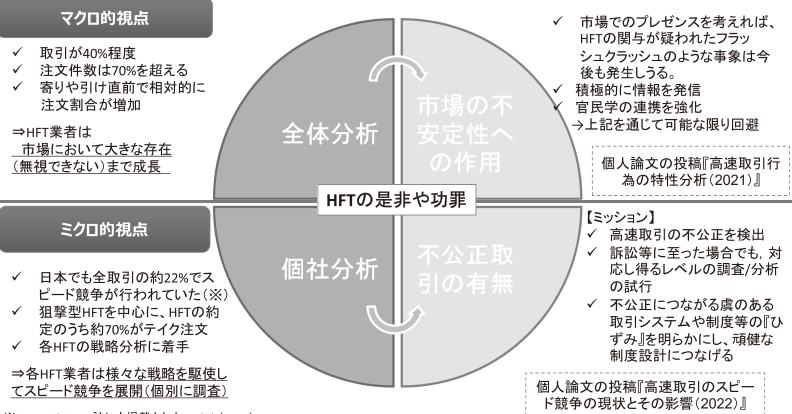 マクロ的視点
✓ 取引が40%程度
✓ 注文件数は70%を超える
✓ 寄りや引け直前で相対的に
注文割合が増加
⇒HFT業者は
市場において大きな存在
(無視できない)まで成長
全体分析
市場の不
安定性へ
の作用
✓ 市場でのプレゼンスを考えれば、
HFTの関与が疑われたフラッ
シュクラッシュのような事象は今
後も発生しうる。
✓ 積極的に情報を発信
✓ 官民学の連携を強化
→上記を通じて可能な限り回避
個人論文の投稿『高速取引行
為の特性分析(2021)』
HFTの是非や功罪
ミクロ的視点
✓ 日本でも全取引の約22%でス
ピード競争が行われていた(※)
✓ 狙撃型HFTを中心に、HFTの約
定のうち約70%がテイク注文
✓ 各HFTの戦略分析に着手
⇒各HFT業者は様々な戦略を駆使し
てスピード競争を展開(個別に調査)
個社分析
不公正取
引の有無
【ミッション】
✓ 高速取引の不公正を検出
✓ 訴訟等に至った場合でも、対
応し得るレベルの調査/分析
の試行
✓ 不公正につながる虞のある
取引システムや制度等の『ひ
ずみ』を明らかにし、頑健な
制度設計につなげる
個人論文の投稿『高速取引のスピー
ド競争の現状とその影響(2022)』